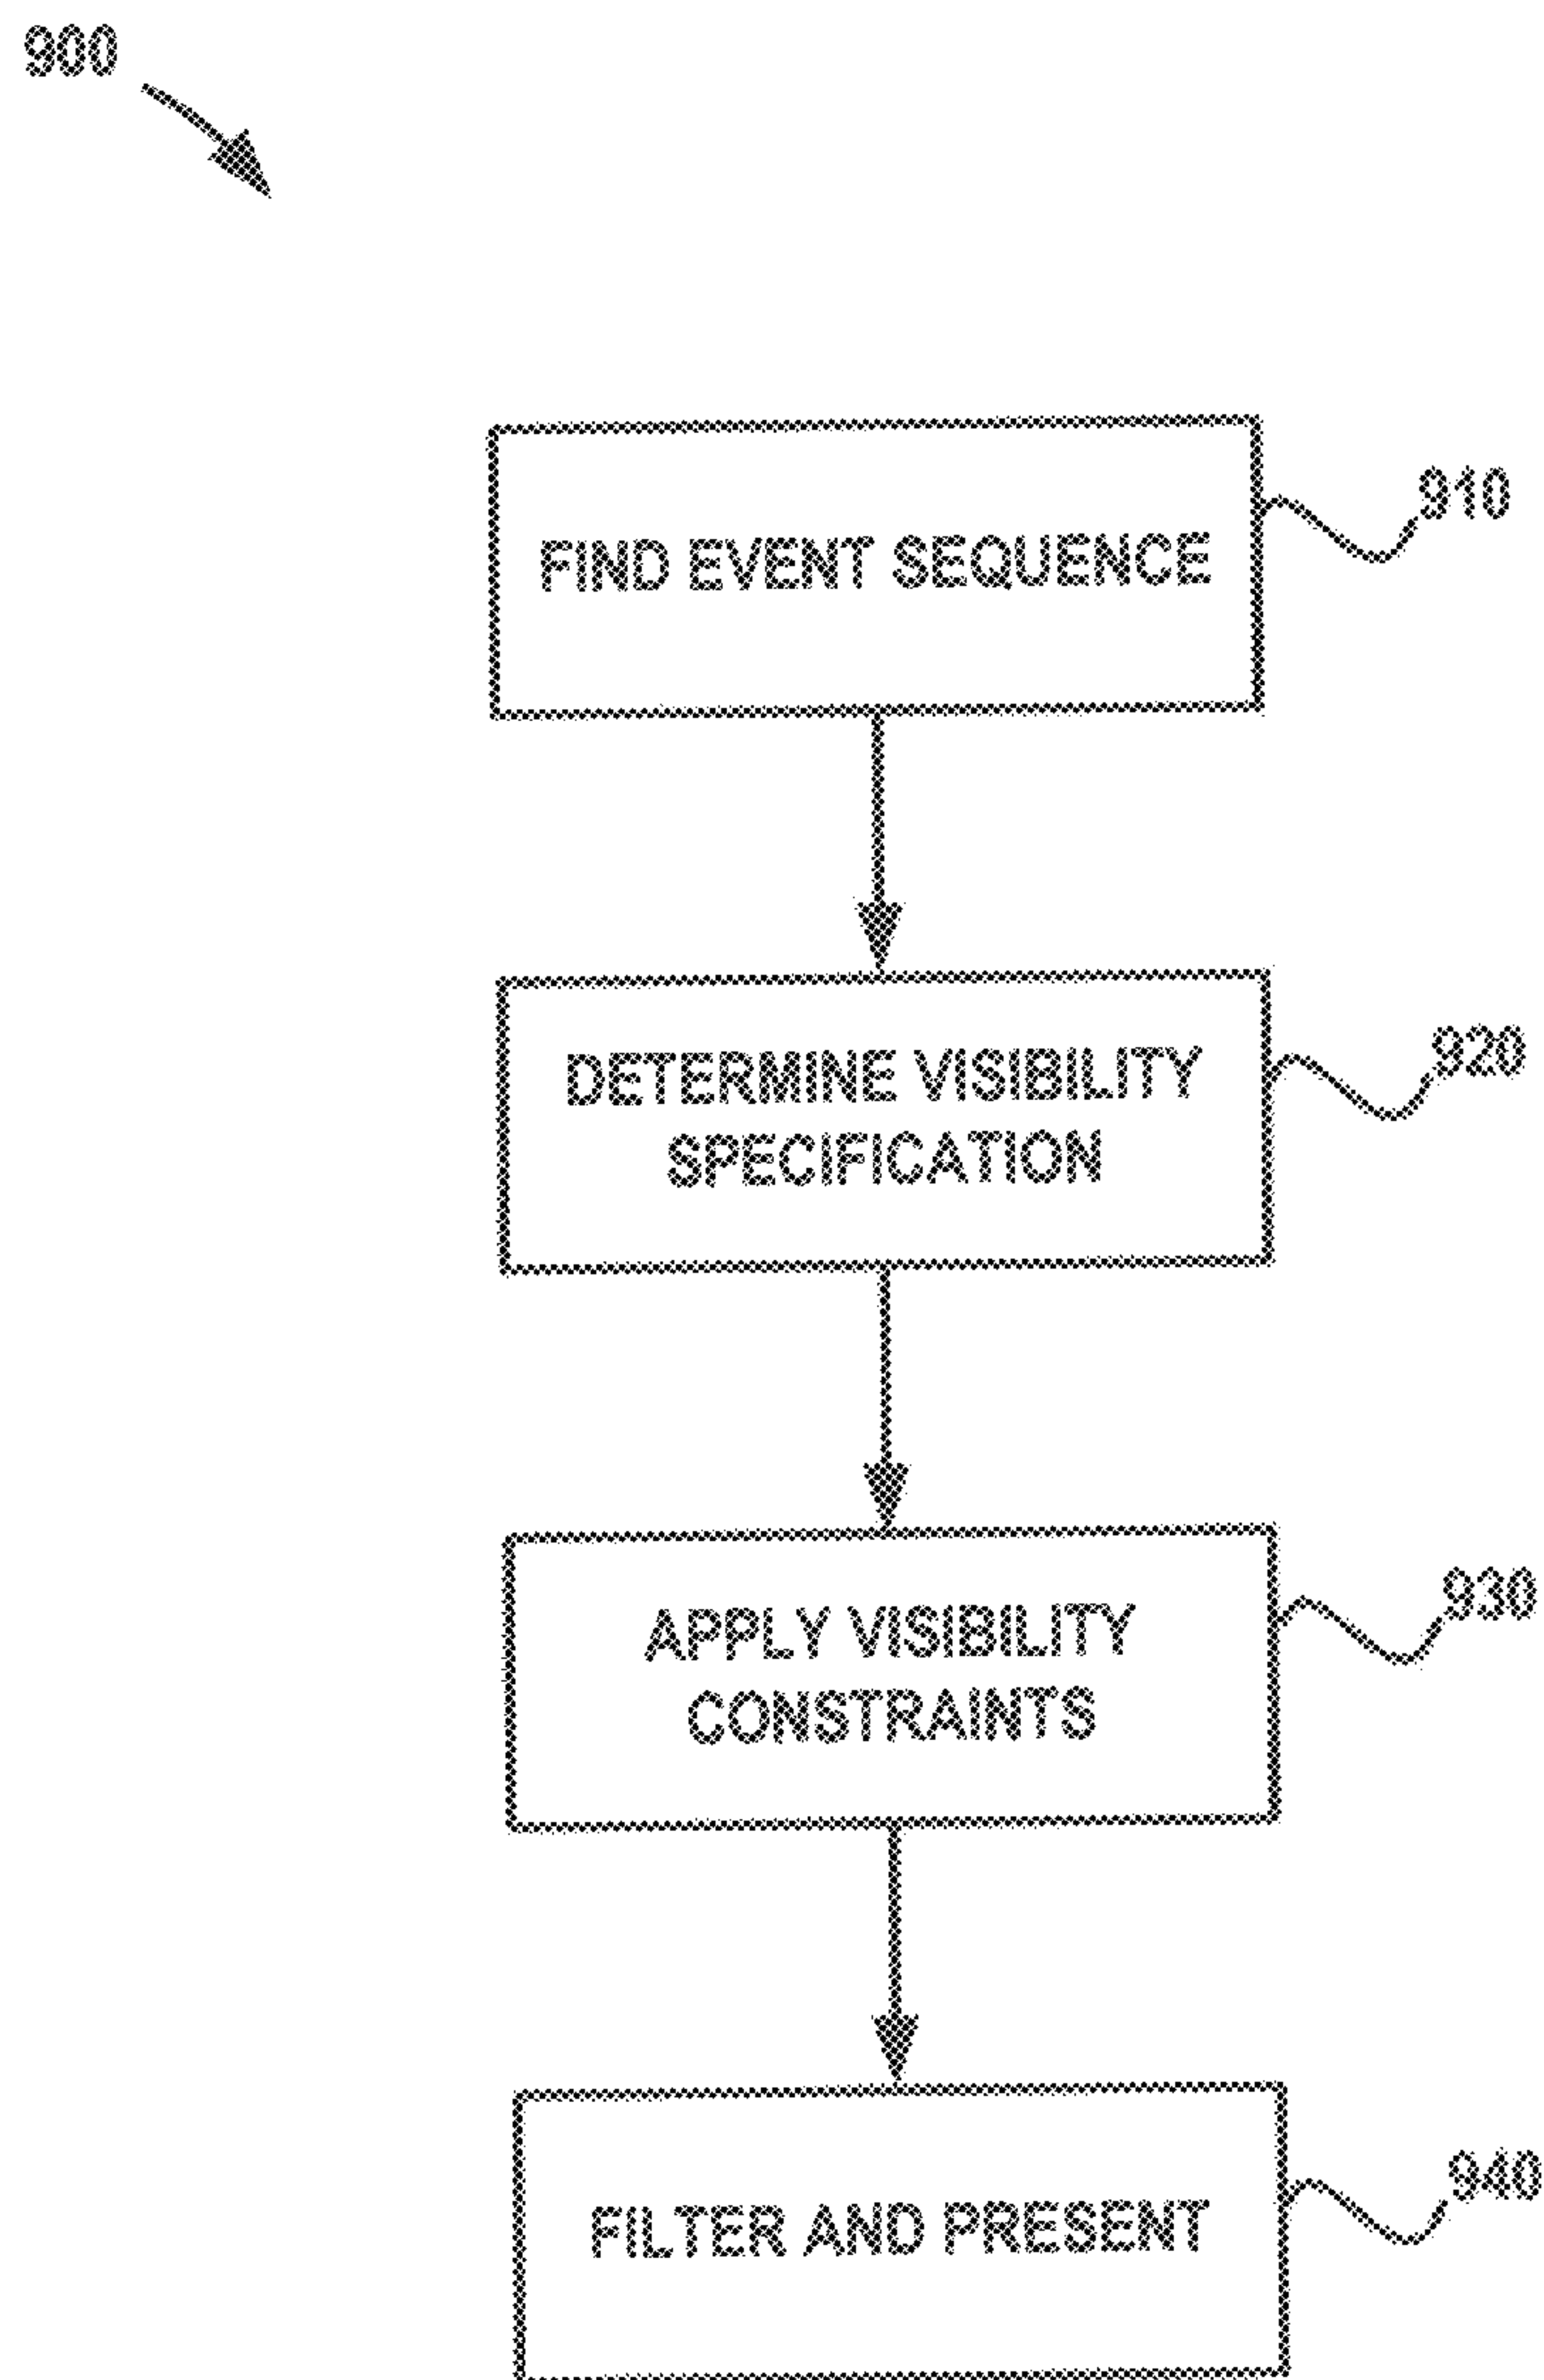 900
FIND EVENT SEQUENCE
910
DETERMINE VISIBILITY
SPECIFICATION
920
APPLY VISIBILITY
CONSTRAINTS
930
FILTER AND PRESENT
940